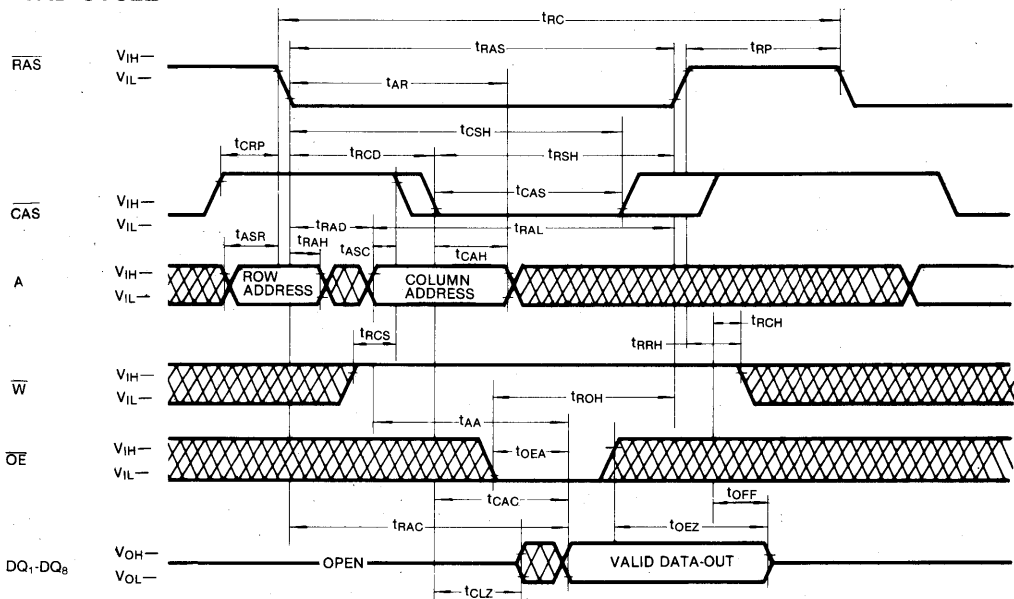 tRC
tRAS
tRP
RAS
VIH—
VIL—
tAR
tCSH
tCRP
tRCD
tRSH
tCAS
CAS
VIH—
VIL—
tRAD
tRAL
tASR
tRAH
tASC
tCAH
A
VIH—
VIL—
ROW
ADDRESS
COLUMN
ADDRESS
tRCS
tRCH
tRRH
W
VIH—
VIL—
tROH
tAA
OE
VIH—
VIL—
tOEA
tCAC
tOFF
tRAC
tOEZ
DQ1-DQ8
VOH—
VOL—
OPEN
VALID DATA-OUT
tCLZ